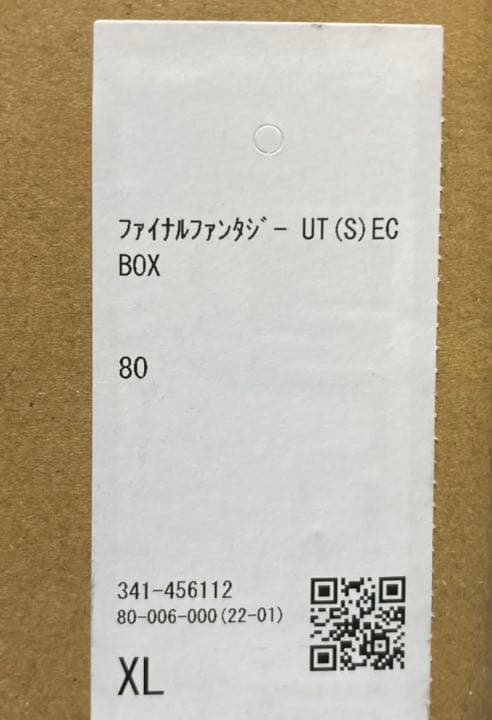 ﾌｧｲﾅﾙﾌｧﾝﾀｼﾞｰ UT(S)EC
BOX
80
341-456112
80-006-000(22-01)
XL